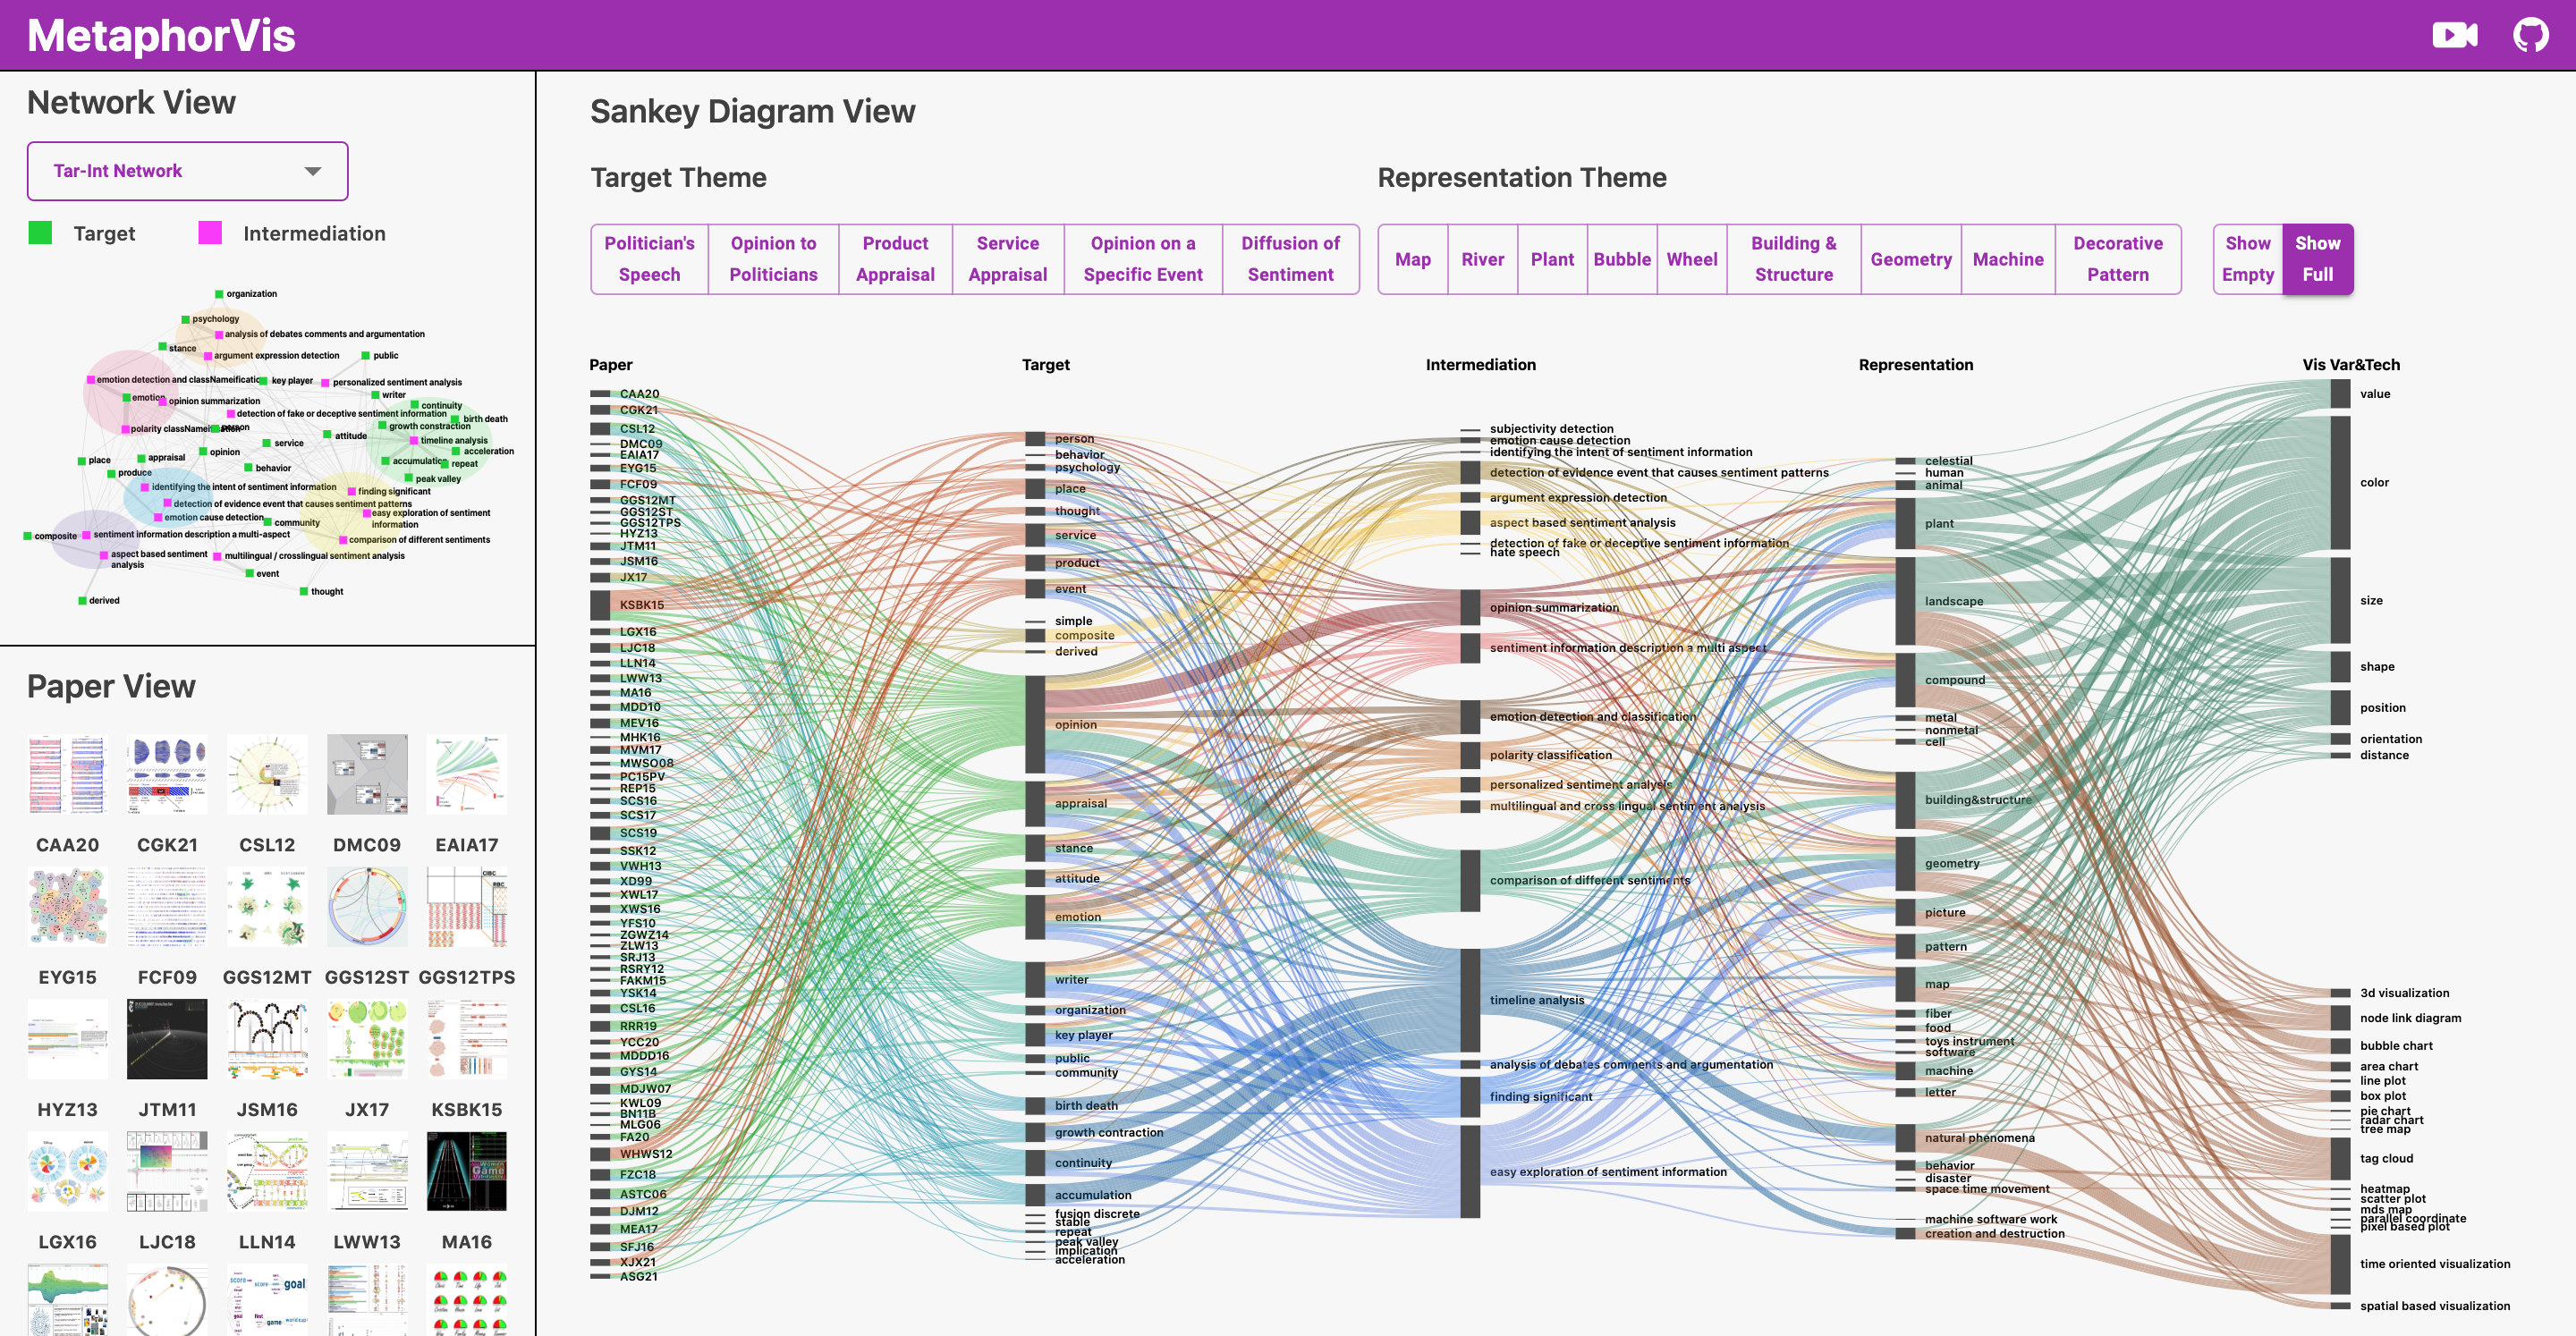 MetaphorVis
Network View
Tar-Int Network
Target
Intermediation
organization
psychology
analysis of debates comments and argumentation
stance
argument expression detection
public
emotion detection and classNameificatio
key player
personalized sentiment analysis
emotion
opinion summarization
writer
continuity
detection of fake or deceptive sentiment information
birth death
polarity classNameification
person
growth constraction
attitude
timeline analysis
service
opinion
acceleration
place
appraisal
accumulation
repeat
produce
behavior
peak valley
identifying the intent of sentiment information
finding significant
detection of evidence event that causes sentiment patterns
easy exploration of sentiment
information
emotion cause detection
community
composite
sentiment information description a multi-aspect
comparison of different sentiments
aspect based sentiment
analysis
multilingual / crosslingual sentiment analysis
event
thought
derived
Paper View
CAA20
CGK21
CSL12
DMC09
EAIA17
EYG15
FCF09
GGS12MT
GGS12ST
GGS12TPS
HYZ13
JTM11
JSM16
JX17
KSBK15
LGX16
LJC18
LLN14
LWW13
MA16
Sankey Diagram View
Target Theme
Politician's
Speech
Opinion to
Politicians
Product
Appraisal
Service
Appraisal
Opinion on a
Specific Event
Diffusion of
Sentiment
Representation Theme
Map
River
Plant
Bubble
Wheel
Building &
Structure
Geometry
Machine
Decorative
Pattern
Show
Empty
Show
Full
Paper
CAA20
CGK21
CSL12
DMC09
EAIA17
EYG15
FCF09
GGS12MT
GGS12ST
GGS12TPS
HYZ13
JTM11
JSM16
JX17
KSBK15
LGX16
LJC18
LLN14
LWW13
MA16
MDD10
MEV16
MHK16
MVM17
MWSO08
PC15PV
REP15
SCS16
SCS17
SCS19
SSK12
VWH13
XD99
XWL17
XWS16
YFS10
ZGWZ14
ZLW13
SRJ13
RSRY12
FAKM15
YSK14
CSL16
RRR19
YCC20
MDDD16
GYS14
MDJW07
KWL09
BN11B
MLG06
FA20
WHWS12
FZC18
ASTC06
DJM12
MEA17
SFJ16
XJX21
ASG21
Target
person
behavior
psychology
place
thought
service
product
event
simple
composite
derived
opinion
appraisal
stance
attitude
emotion
writer
organization
key player
public
community
birth death
growth contraction
continuity
accumulation
fusion discrete
stable
repeat
peak valley
implication
acceleration
Intermediation
subjectivity detection
emotion cause detection
identifying the intent of sentiment information
detection of evidence event that causes sentiment patterns
argument expression detection
aspect based sentiment analysis
detection of fake or deceptive sentiment information
hate speech
opinion summarization
sentiment information description a multi aspect
emotion detection and classification
polarity classification
personalized sentiment analysis
multilingual and cross lingual sentiment analysis
comparison of different sentiments
timeline analysis
analysis of debates comments and argumentation
finding significant
easy exploration of sentiment information
Representation
celestial
human
animal
plant
landscape
compound
metal
nonmetal
cell
building&structure
geometry
picture
pattern
map
fiber
food
toys instrument
software
machine
letter
natural phenomena
behavior
disaster
space time movement
machine software work
creation and destruction
Vis Var&Tech
value
color
size
shape
position
orientation
distance
3d visualization
node link diagram
bubble chart
area chart
line plot
box plot
pie chart
radar chart
tree map
tag cloud
heatmap
scatter plot
mds map
parallel coordinate
pixel based plot
time oriented visualization
spatial based visualization